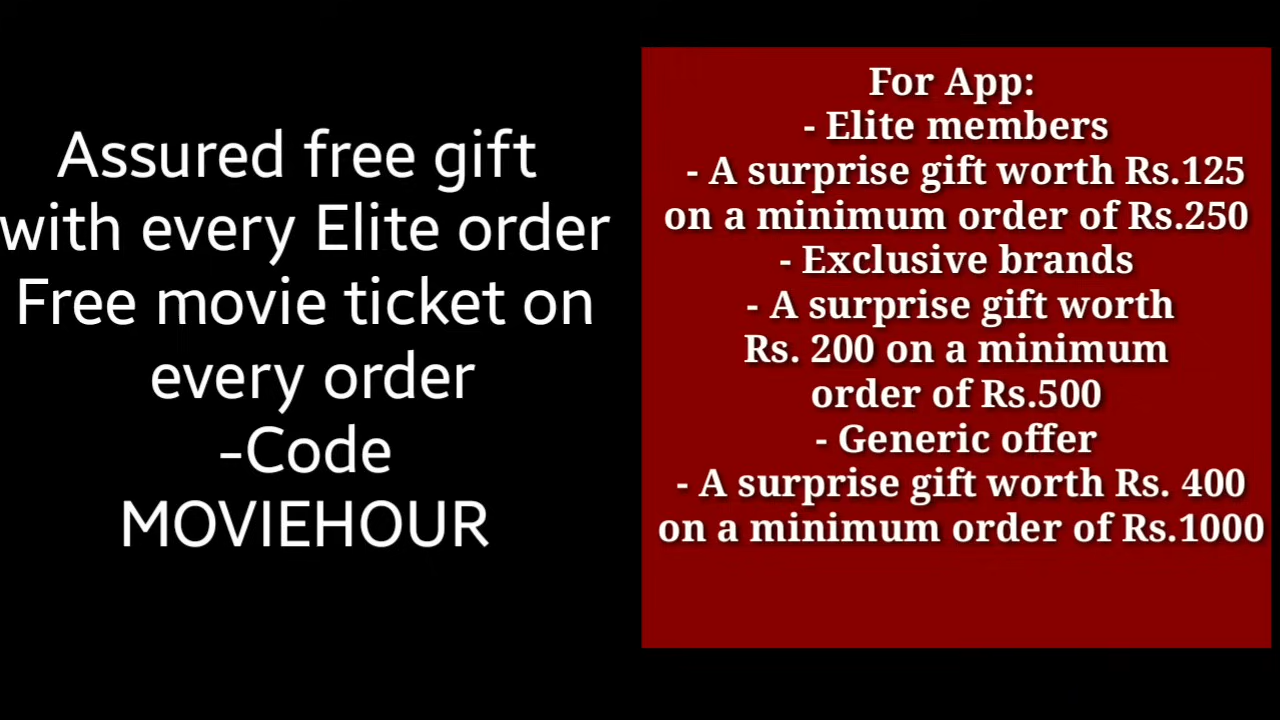 Assured free gift
with every Elite order
Free movie ticket on
every order
-Code
MOVIEHOUR
For App:
- Elite members
- A surprise gift worth Rs.125
on a minimum order of Rs.250
- Exclusive brands
- A surprise gift worth
Rs. 200 on a minimum
order of Rs.500
- Generic offer
- A surprise gift worth Rs. 400
on a minimum order of Rs.1000